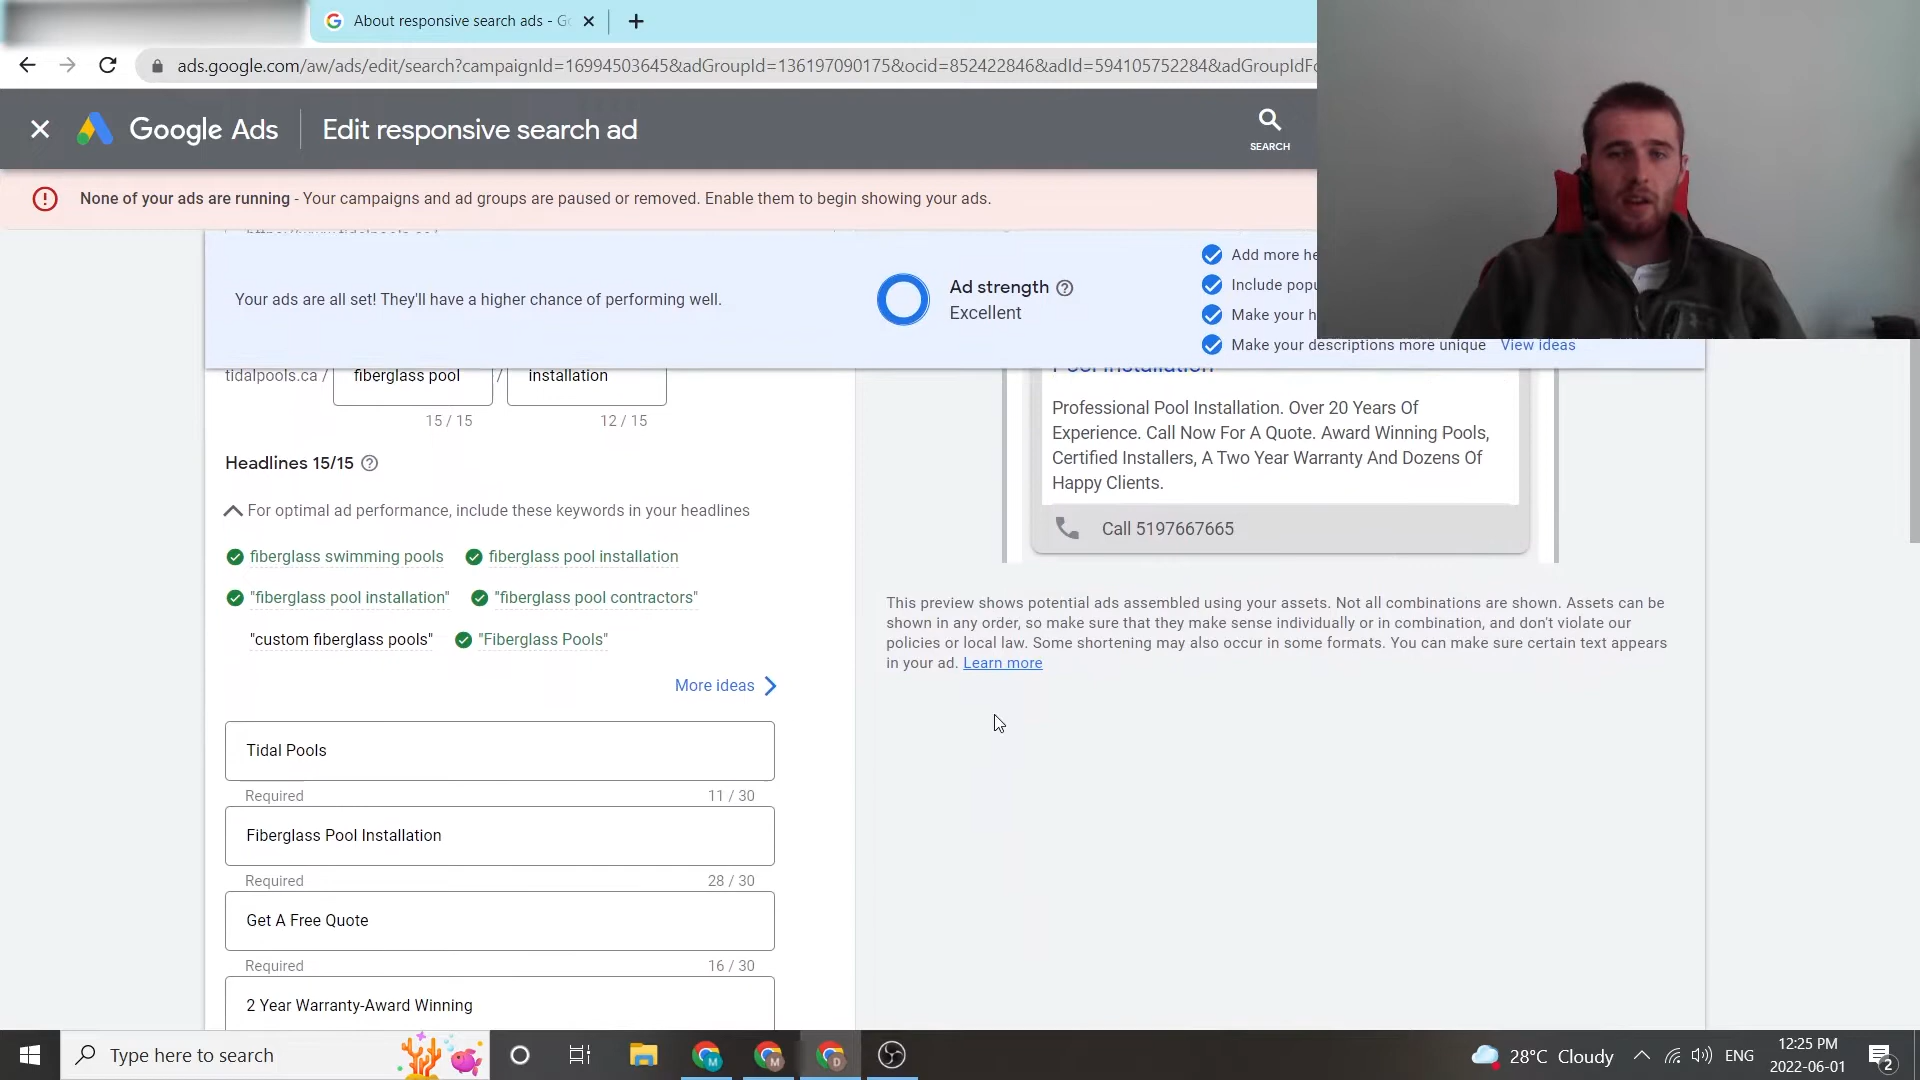 About responsive search ads - Go
ads.google.com/aw/ads/edit/search?campaignId=16994503645&adGroupId=136197090175&ocid=852422846&adId=594105752284&adGroupIdFo
Google Ads
Edit responsive search ad
SEARCH
None of your ads are running - Your campaigns and ad groups are paused or removed. Enable them to begin showing your ads.
Your ads are all set! They'll have a higher chance of performing well.
Ad strength
Excellent
Add more he
Include popu
Make your h
Make your descriptions more unique View ideas
tidalpools.ca / fiberglass pool / installation
15 / 15
12 / 15
Headlines 15/15
For optimal ad performance, include these keywords in your headlines
fiberglass swimming pools
fiberglass pool installation
"fiberglass pool installation"
"fiberglass pool contractors"
"custom fiberglass pools"
"Fiberglass Pools"
More ideas
Tidal Pools
Required
11 / 30
Fiberglass Pool Installation
Required
28 / 30
Get A Free Quote
Required
16 / 30
2 Year Warranty-Award Winning
Pool Installation
Professional Pool Installation. Over 20 Years Of
Experience. Call Now For A Quote. Award Winning Pools,
Certified Installers, A Two Year Warranty And Dozens Of
Happy Clients.
Call 5197667665
This preview shows potential ads assembled using your assets. Not all combinations are shown. Assets can be
shown in any order, so make sure that they make sense individually or in combination, and don't violate our
policies or local law. Some shortening may also occur in some formats. You can make sure certain text appears
in your ad. Learn more
Type here to search
28°C Cloudy
ENG
12:25 PM
2022-06-01
2